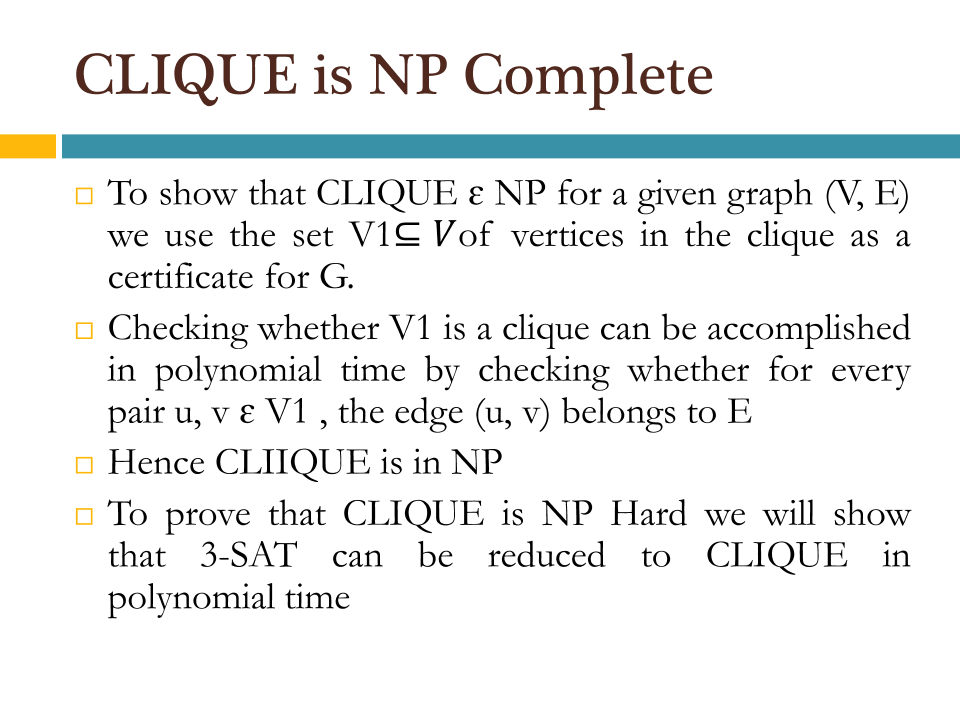 CLIQUE is NP Complete
To show that CLIQUE ε NP for a given graph (V, E)
we use the set V1⊆ V of vertices in the clique as a
certificate for G.
Checking whether V1 is a clique can be accomplished
in polynomial time by checking whether for every
pair u, v ε V1 , the edge (u, v) belongs to E
Hence CLIIQUE is in NP
To prove that CLIQUE is NP Hard we will show
that 3-SAT can be reduced to CLIQUE in
polynomial time